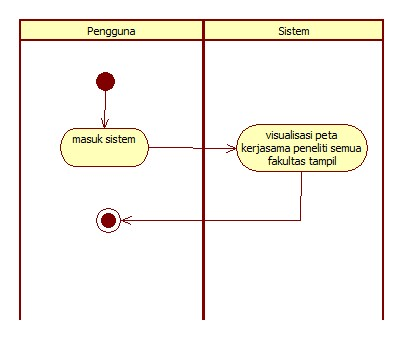 Pengguna
Sistem
masuk sistem
visualisasi peta
kerjasama peneliti semua
fakultas tampil